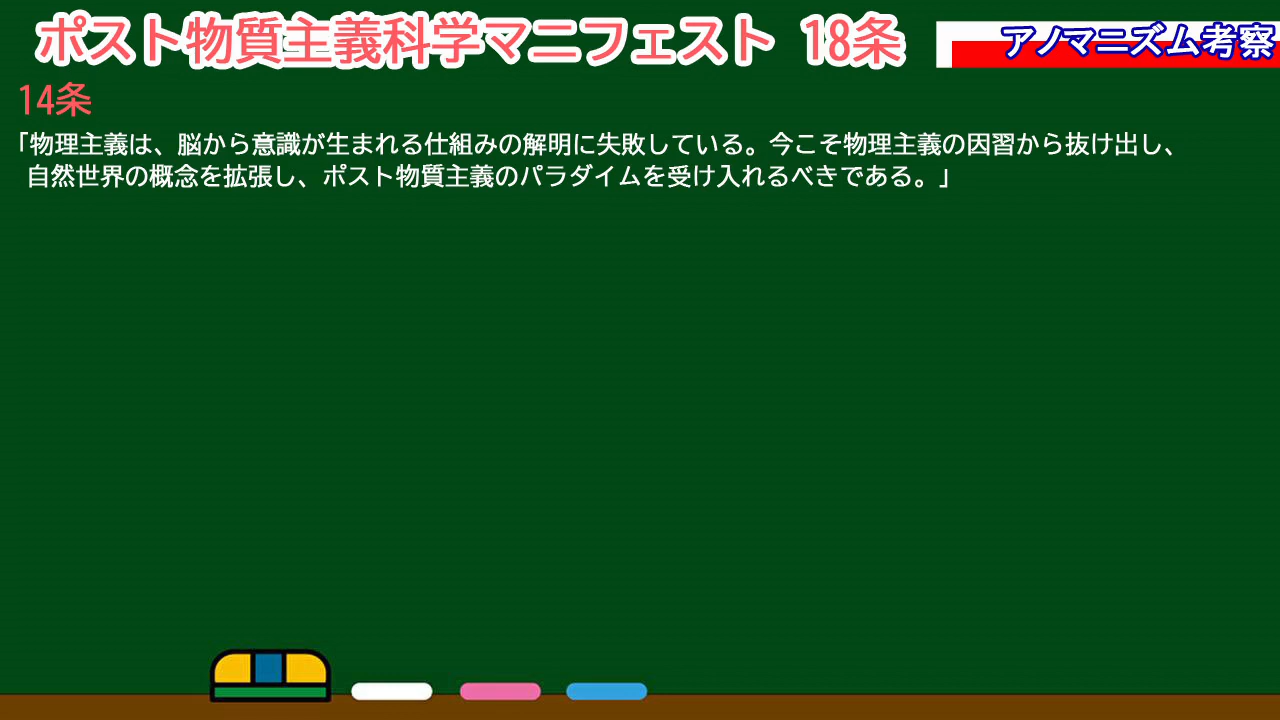 ポスト物質主義科学マニフェスト 18条
アノマニズム考察
14条
「物理主義は、脳から意識が生まれる仕組みの解明に失敗している。今こそ物理主義の因習から抜け出し、
自然世界の概念を拡張し、ポスト物質主義のパラダイムを受け入れるべきである。」